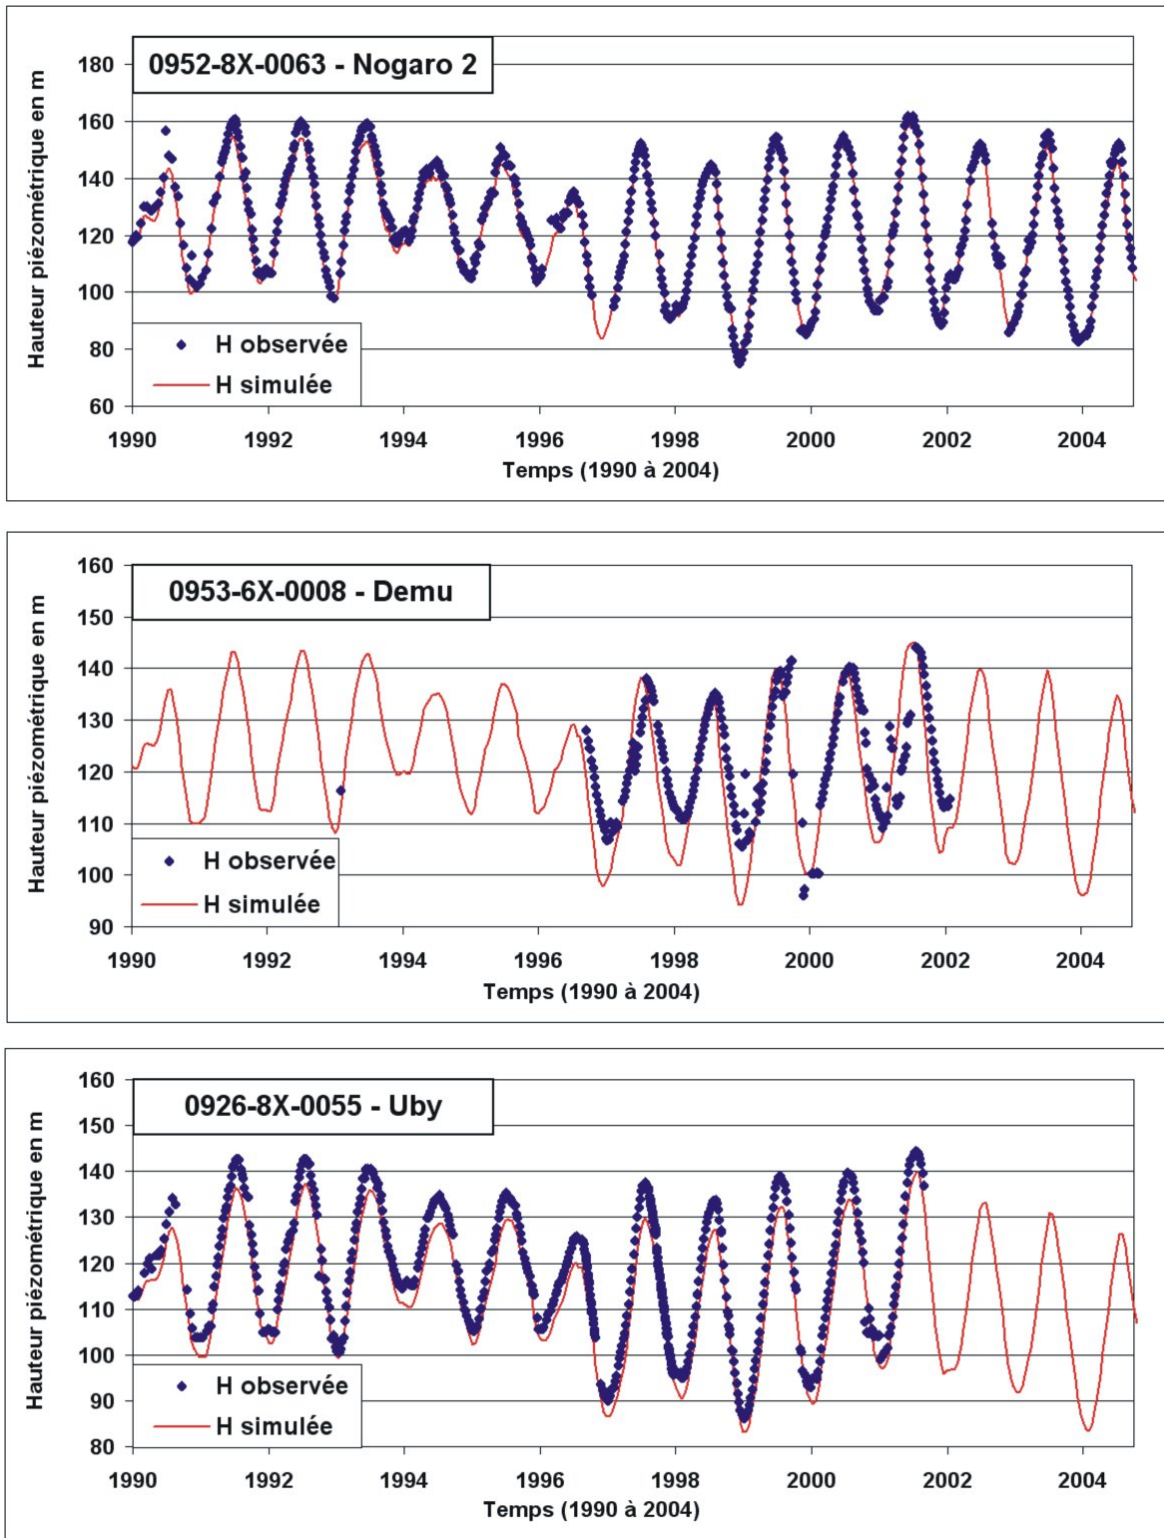 0952-8X-0063 - Nogaro 2
Hauteur piézométrique en m
180
160
140
120
100
80
60
H observée
H simulée
1990 1992 1994 1996 1998 2000 2002 2004
Temps (1990 à 2004)
0953-6X-0008 - Demu
Hauteur piézométrique en m
160
150
140
130
120
110
100
90
H observée
H simulée
1990 1992 1994 1996 1998 2000 2002 2004
Temps (1990 à 2004)
0926-8X-0055 - Uby
Hauteur piézométrique en m
160
150
140
130
120
110
100
90
80
H observée
H simulée
1990 1992 1994 1996 1998 2000 2002 2004
Temps (1990 à 2004)